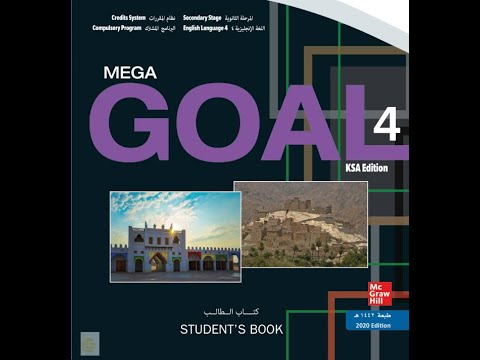 Credits System نظام المقررات
Secondary Stage المرحلة الثانوية
Compulsory Program البرنامج المشترك
English Language 4 اللغة الإنجليزية ٤
MEGA
GOAL 4
KSA Edition
Mc
Graw
Hill
كتاب الطالب
STUDENT'S BOOK
طبعة ١٤٤٢ هـ
2020 Edition